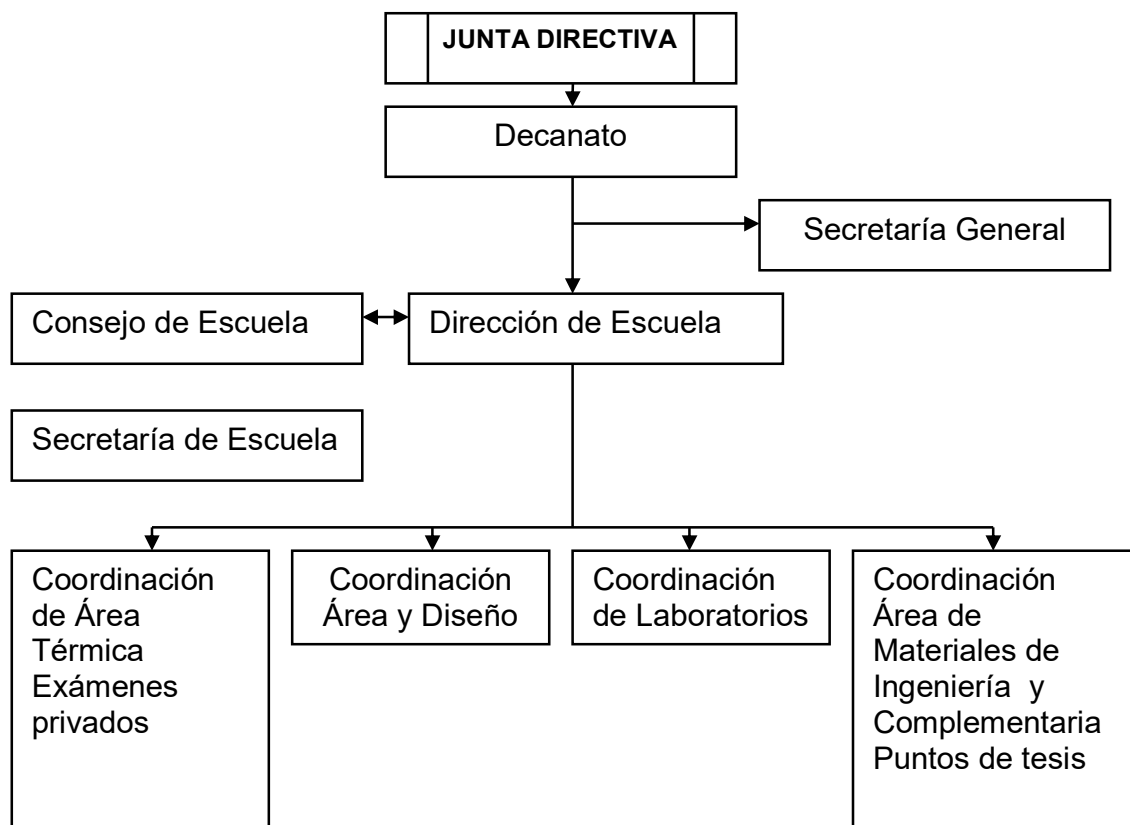 JUNTA DIRECTIVA
Decanato
Secretaría General
Consejo de Escuela
Dirección de Escuela
Secretaría de Escuela
Coordinación
de Área
Térmica
Exámenes
privados
Coordinación
Área y Diseño
Coordinación
de Laboratorios
Coordinación
Área de
Materiales de
Ingeniería y
Complementaria
Puntos de tesis